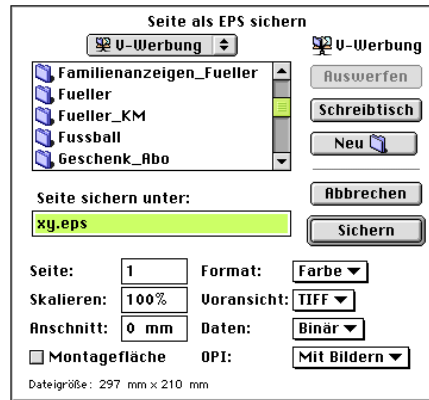 Seite als EPS sichern
V-Werbung
V-Werbung
Familienanzeigen_Fueller
Fueller
Fueller_KM
Fussball
Geschenk_Abo
Auswerfen
Schreibtisch
Neu
Abbrechen
Sichern
Seite sichern unter:
xy.eps
Seite: 1 Format: Farbe
Skalieren: 100% Voransicht: TIFF
Anschnitt: 0 mm Daten: Binär
Montagefläche OPI: Mit Bildern
Dateigröße: 297 mm x 210 mm